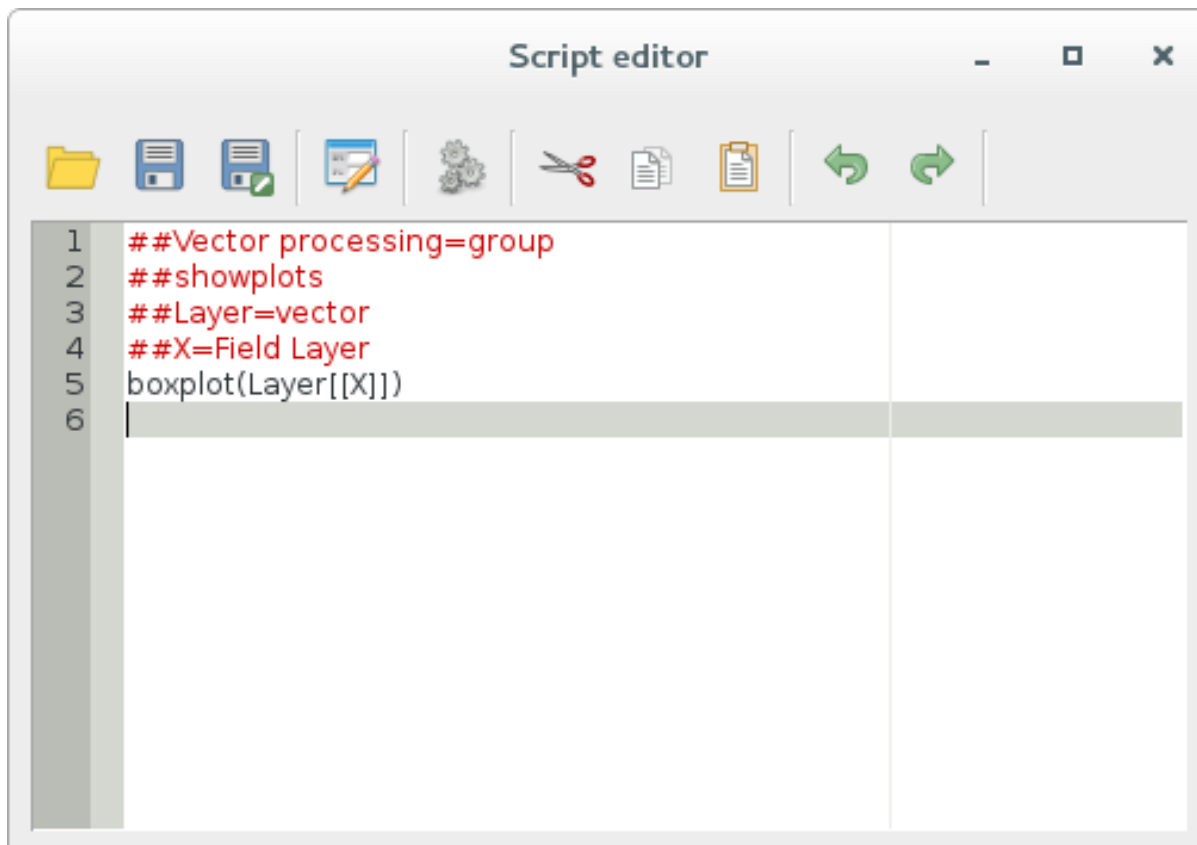 Script editor
1 ##Vector processing=group
2 ##showplots
3 ##Layer=vector
4 ##X=Field Layer
5 boxplot(Layer[[X]])
6